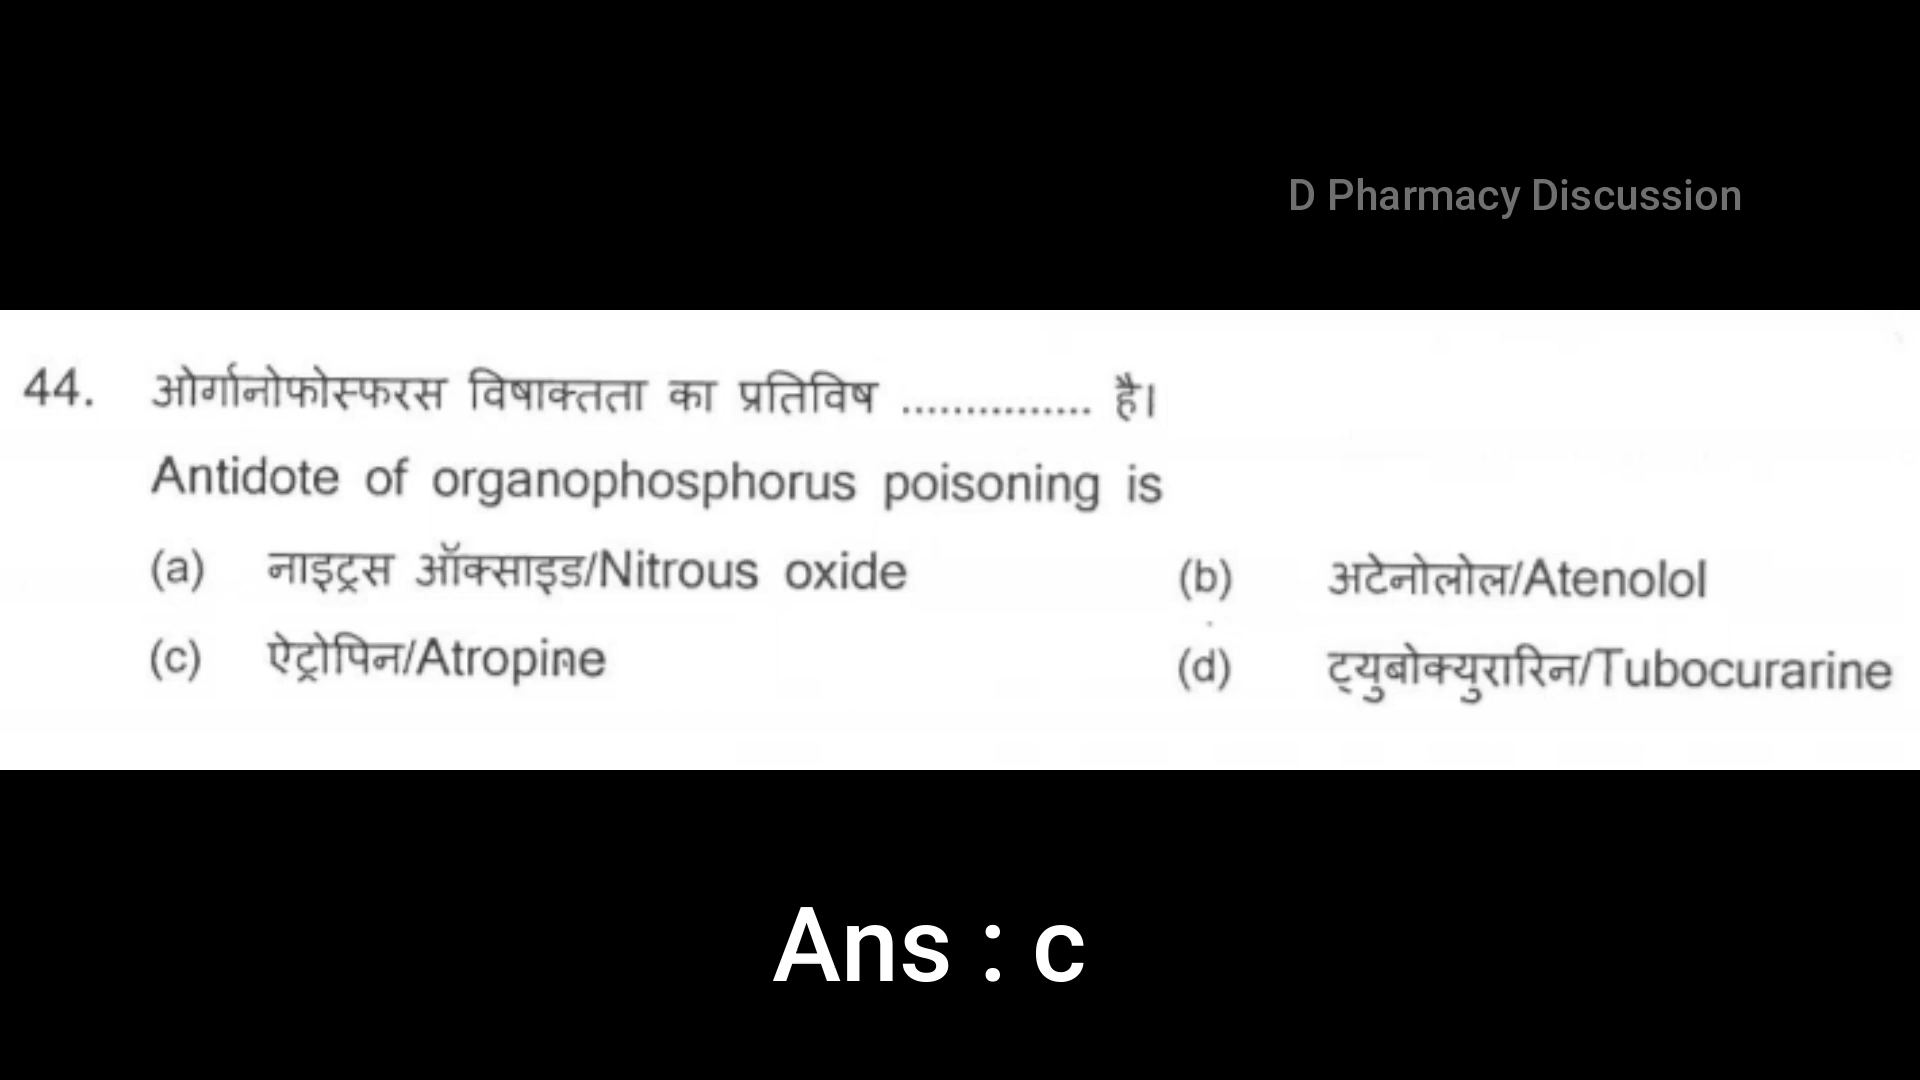 D Pharmacy Discussion
44. ओर्गानोफोस्फरस विषाक्तता का प्रतिविष ............... है।
Antidote of organophosphorus poisoning is
(a) नाइट्रस ऑक्साइड/Nitrous oxide (b) अटेनोलोल/Atenolol
(c) ऐट्रोपिन/Atropine (d) ट्युबोक्युरारिन/Tubocurarine
Ans : c